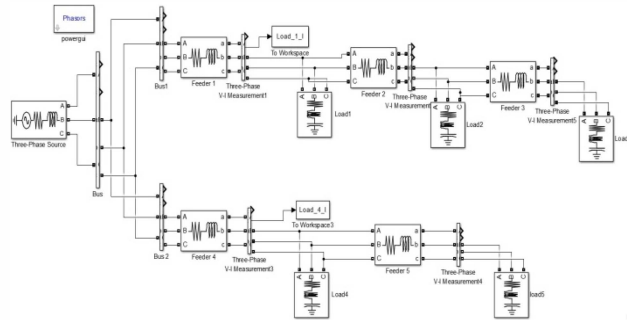 Phasors
powergui
Three-Phase Source
A
B
C
Bus
Bus1
A
B
C
a
b
c
Feeder 1
Three-Phase
V-I Measurement1
Load_1_I
To Workspace
A
B
C
Load1
A
B
C
a
b
c
Feeder 2
Three-Phase
V-I Measurement
A
B
C
Load2
A
B
C
a
b
c
Feeder 3
Three-Phase
V-I Measurement5
A
B
C
Load
Bus 2
A
B
C
a
b
c
Feeder 4
Three-Phase
V-I Measurement3
Load_4_I
To Workspace3
A
B
C
Load4
A
B
C
a
b
c
Feeder 5
Three-Phase
V-I Measurement4
A
B
C
load5